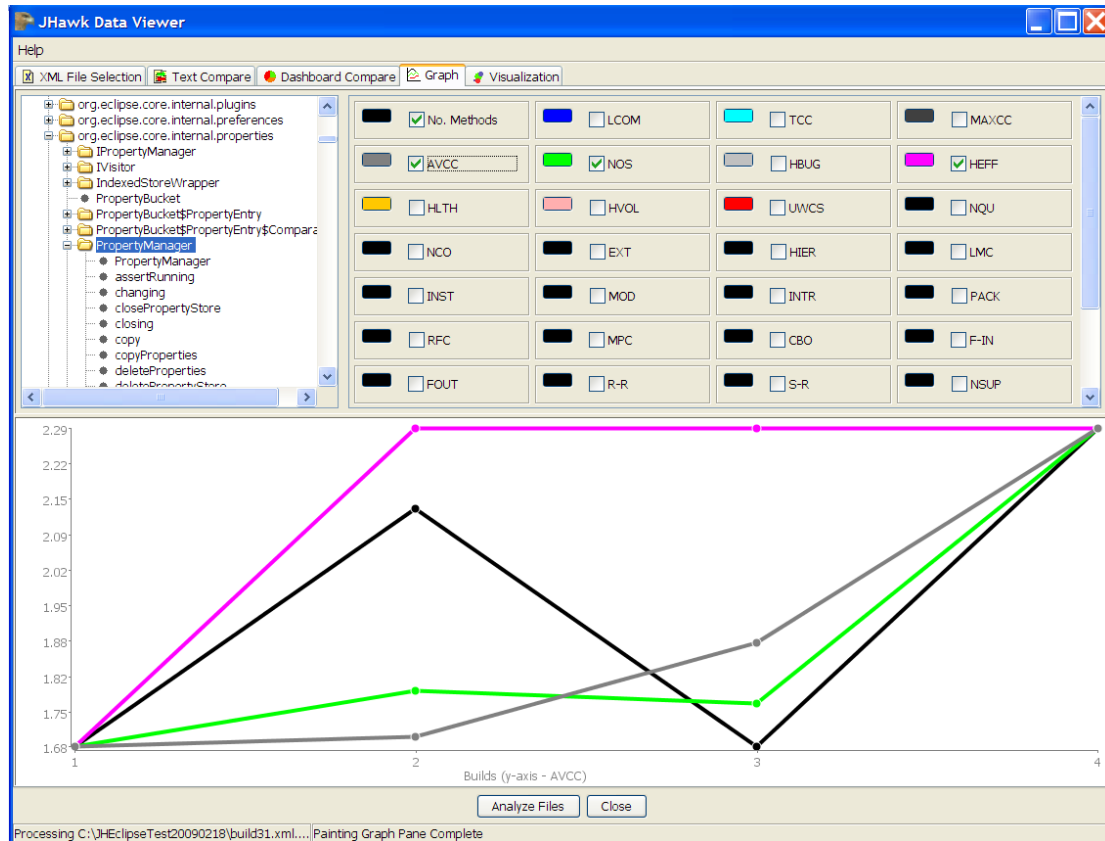 JHawk Data Viewer
Help
XML File Selection Text Compare Dashboard Compare Graph Visualization
org.eclipse.core.internal.plugins
org.eclipse.core.internal.preferences
org.eclipse.core.internal.properties
IPropertyManager
IVisitor
IndexedStoreWrapper
PropertyBucket
PropertyBucket$PropertyEntry
PropertyBucket$PropertyEntry$Compara
PropertyManager
PropertyManager
assertRunning
changing
closePropertyStore
closing
copy
copyProperties
deleteProperties
deletePropertyStore
No. Methods LCOM TCC MAXCC
AVCC NOS HBUG HEFF
HLTH HVOL UWCS NQU
NCO EXT HIER LMC
INST MOD INTR PACK
RFC MPC CBO F-IN
FOUT R-R S-R NSUP
2.29
2.22
2.15
2.09
2.02
1.95
1.88
1.82
1.75
1.68
1 2 3 4
Builds (y-axis - AVCC)
Analyze Files Close
Processing C:\JHEclipseTest20090218\build31.xml.... Painting Graph Pane Complete